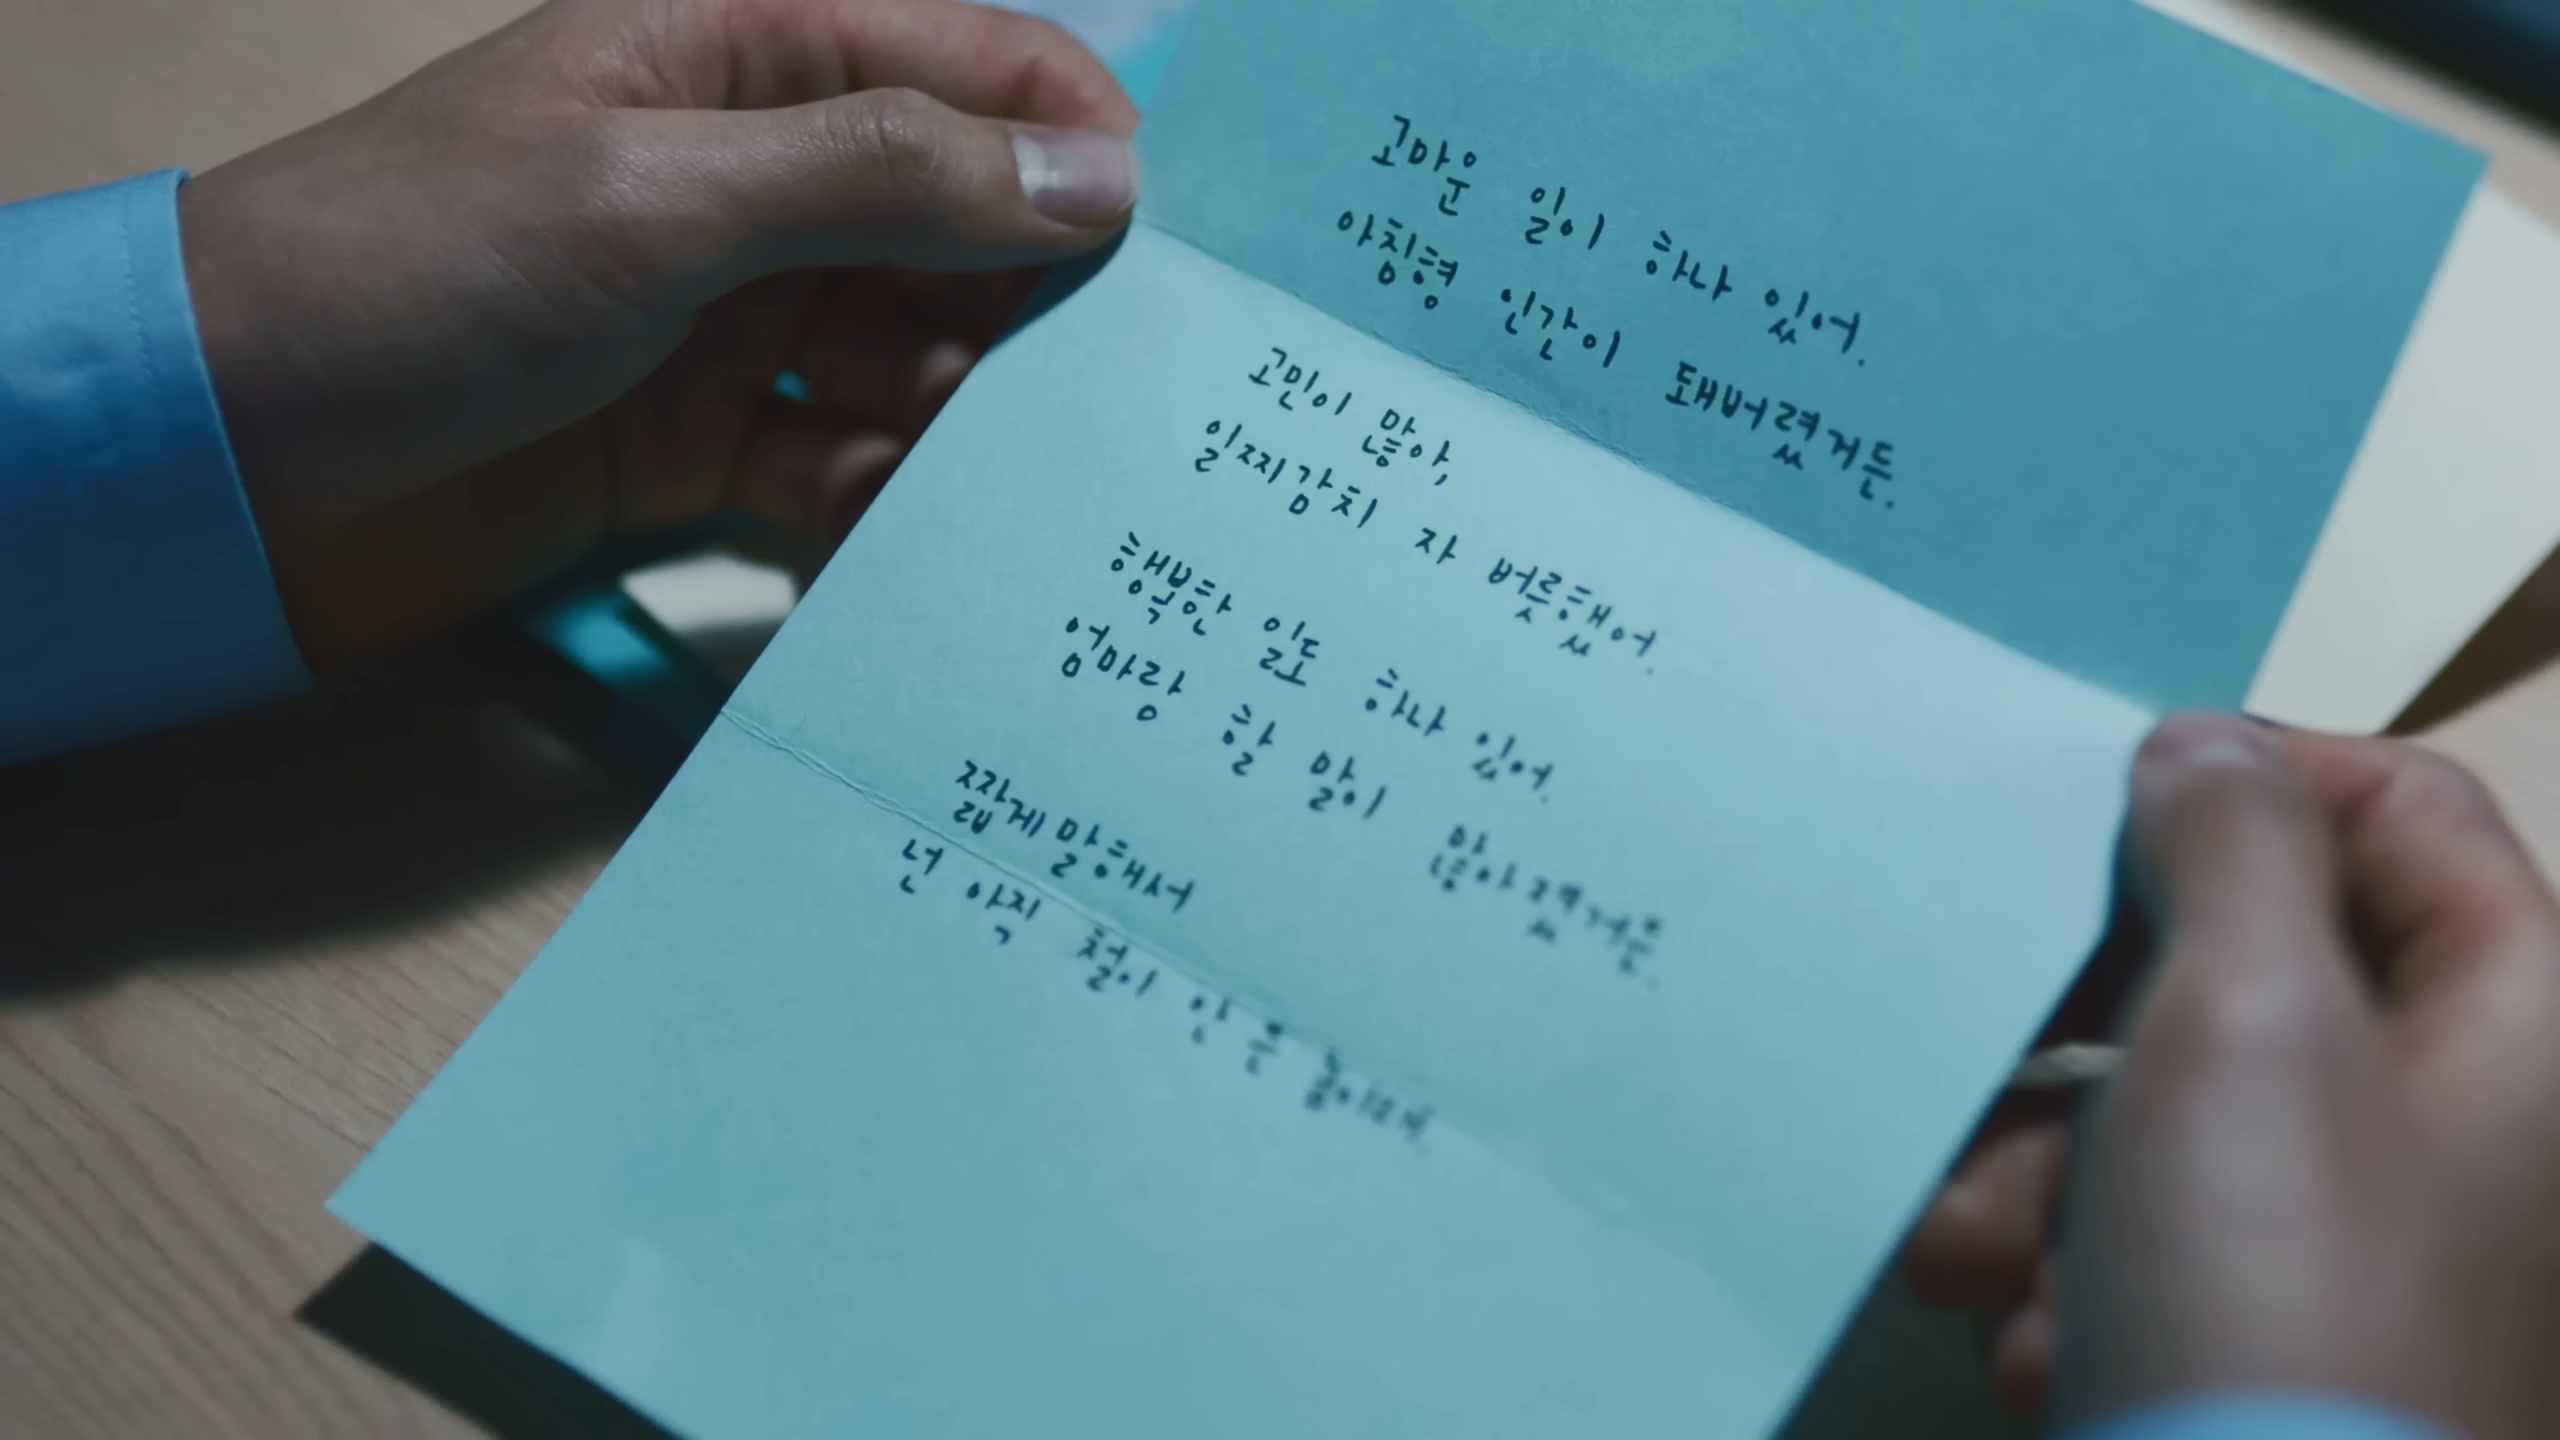 고마운 일이 하나 있어.
아침형 인간이 돼버렸거든.
고민이 많아,
일찌감치 자 버릇했어.
행복한 일도 하나 있어.
엄마랑 할 말이 많아졌거든.
짧게 말해서
넌 아직 철이 안 든